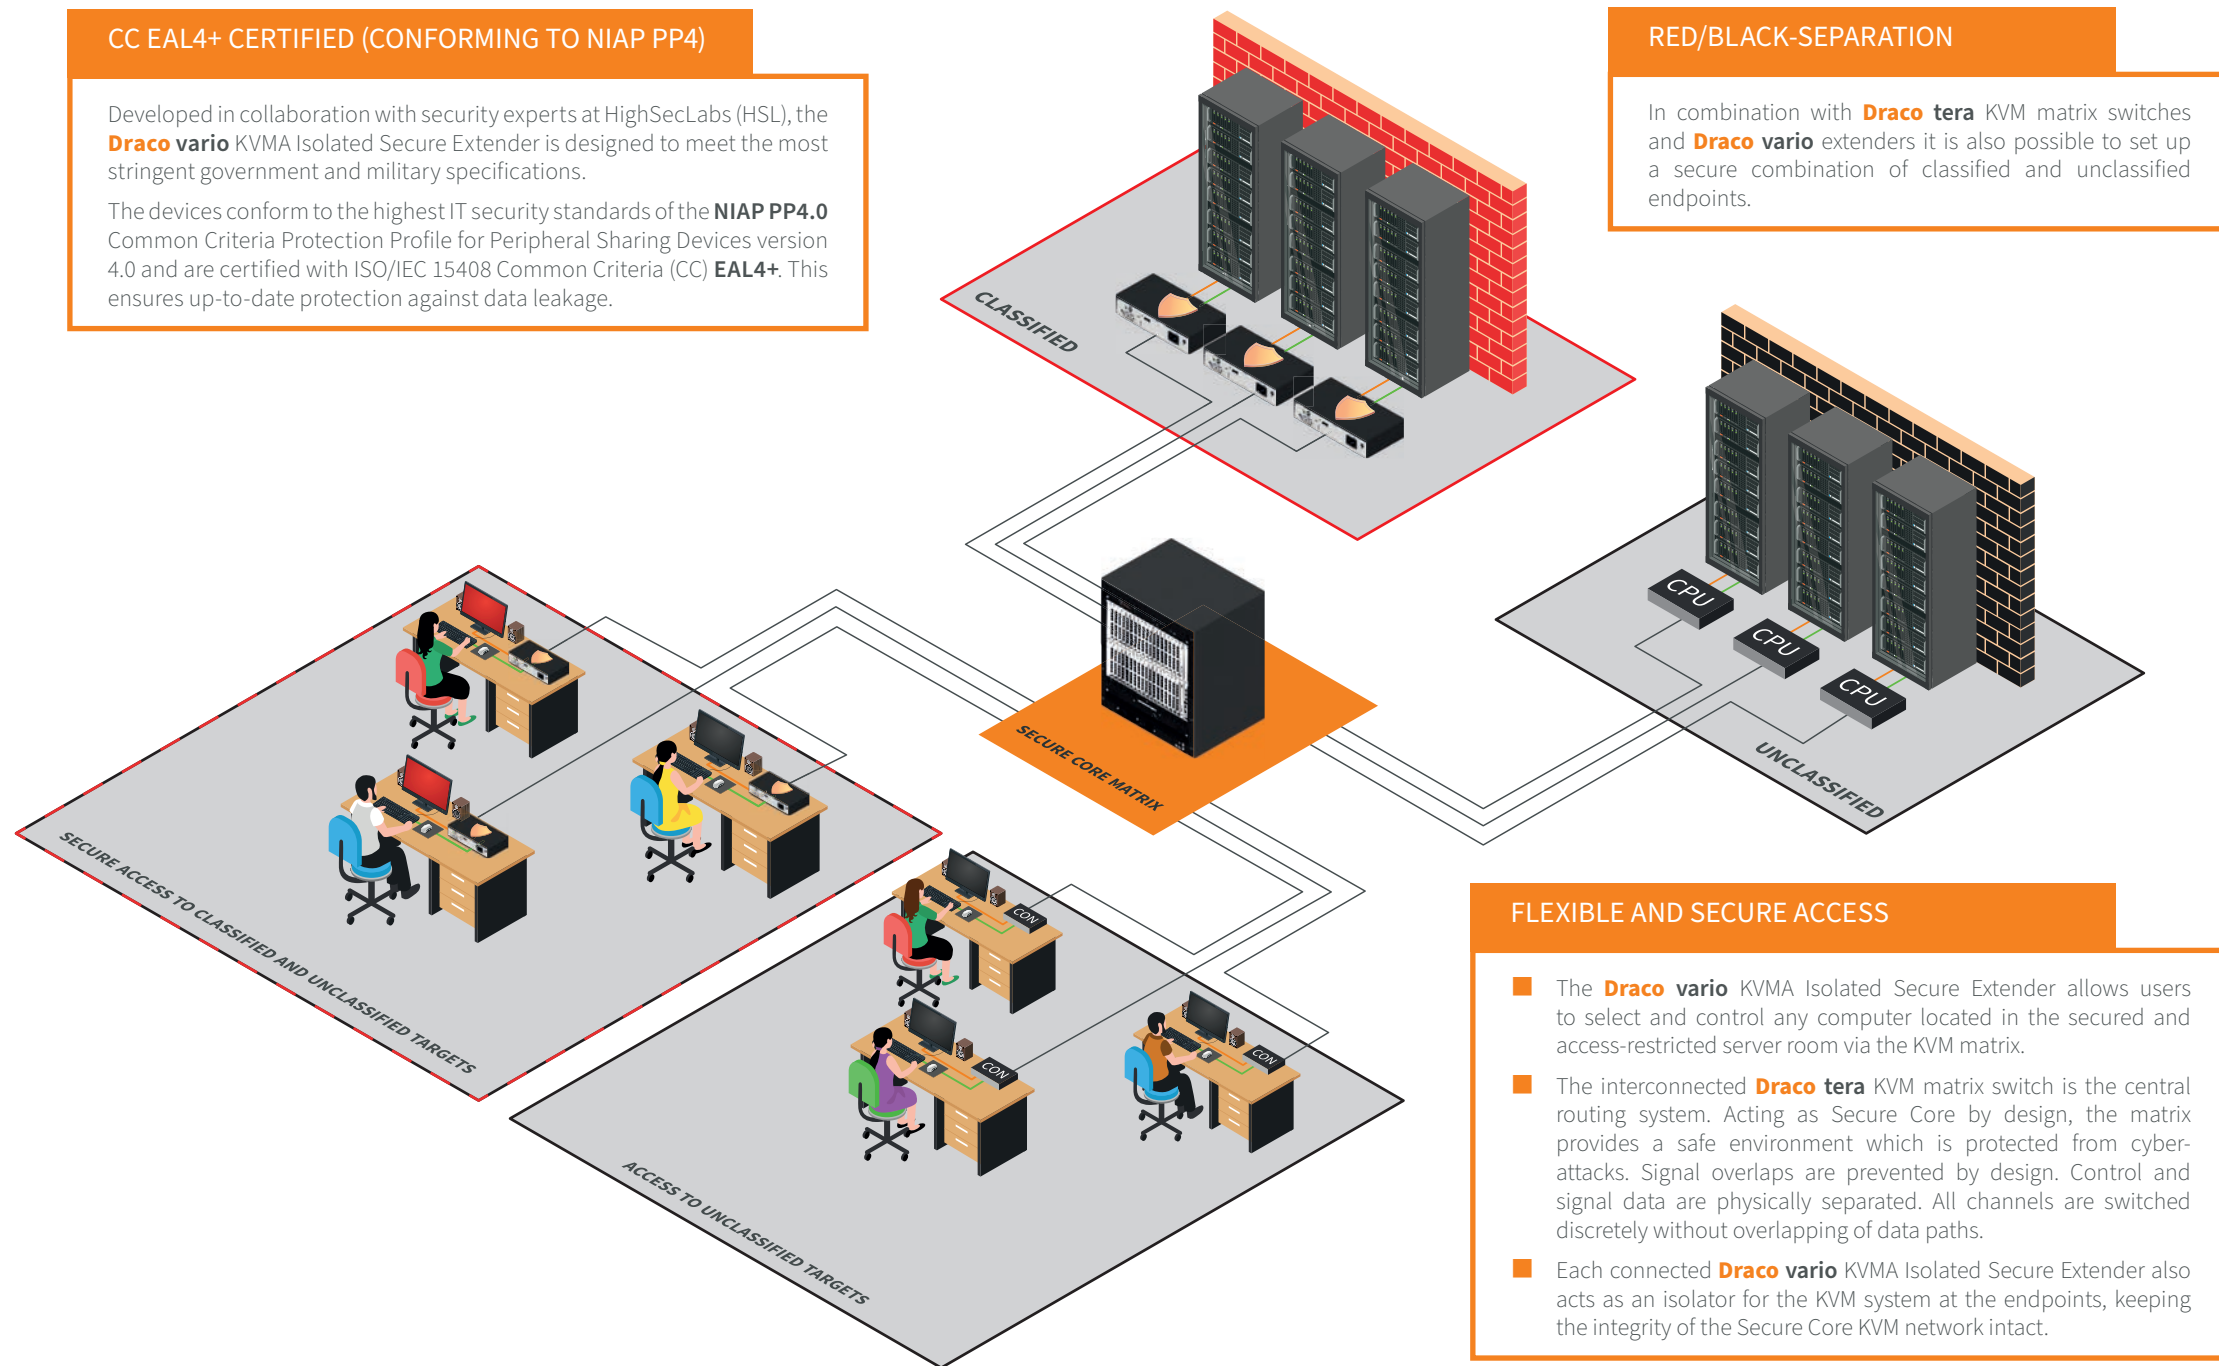 CC EAL4+ CERTIFIED (CONFORMING TO NIAP PP4)
Developed in collaboration with security experts at HighSecLabs (HSL), the
Draco vario KVMA Isolated Secure Extender is designed to meet the most
stringent government and military specifications.
The devices conform to the highest IT security standards of the NIAP PP4.0
Common Criteria Protection Profile for Peripheral Sharing Devices version
4.0 and are certified with ISO/IEC 15408 Common Criteria (CC) EAL4+. This
ensures up-to-date protection against data leakage.
RED/BLACK-SEPARATION
In combination with Draco tera KVM matrix switches
and Draco vario extenders it is also possible to set up
a secure combination of classified and unclassified
endpoints.
CLASSIFIED
CPU
CPU
CPU
UNCLASSIFIED
SECURE CORE MATRIX
SECURE ACCESS TO CLASSIFIED AND UNCLASSIFIED TARGETS
CON
CON
CON
ACCESS TO UNCLASSIFIED TARGETS
FLEXIBLE AND SECURE ACCESS
The Draco vario KVMA Isolated Secure Extender allows users
to select and control any computer located in the secured and
access-restricted server room via the KVM matrix.
The interconnected Draco tera KVM matrix switch is the central
routing system. Acting as Secure Core by design, the matrix
provides a safe environment which is protected from cyber-
attacks. Signal overlaps are prevented by design. Control and
signal data are physically separated. All channels are switched
discretely without overlapping of data paths.
Each connected Draco vario KVMA Isolated Secure Extender also
acts as an isolator for the KVM system at the endpoints, keeping
the integrity of the Secure Core KVM network intact.